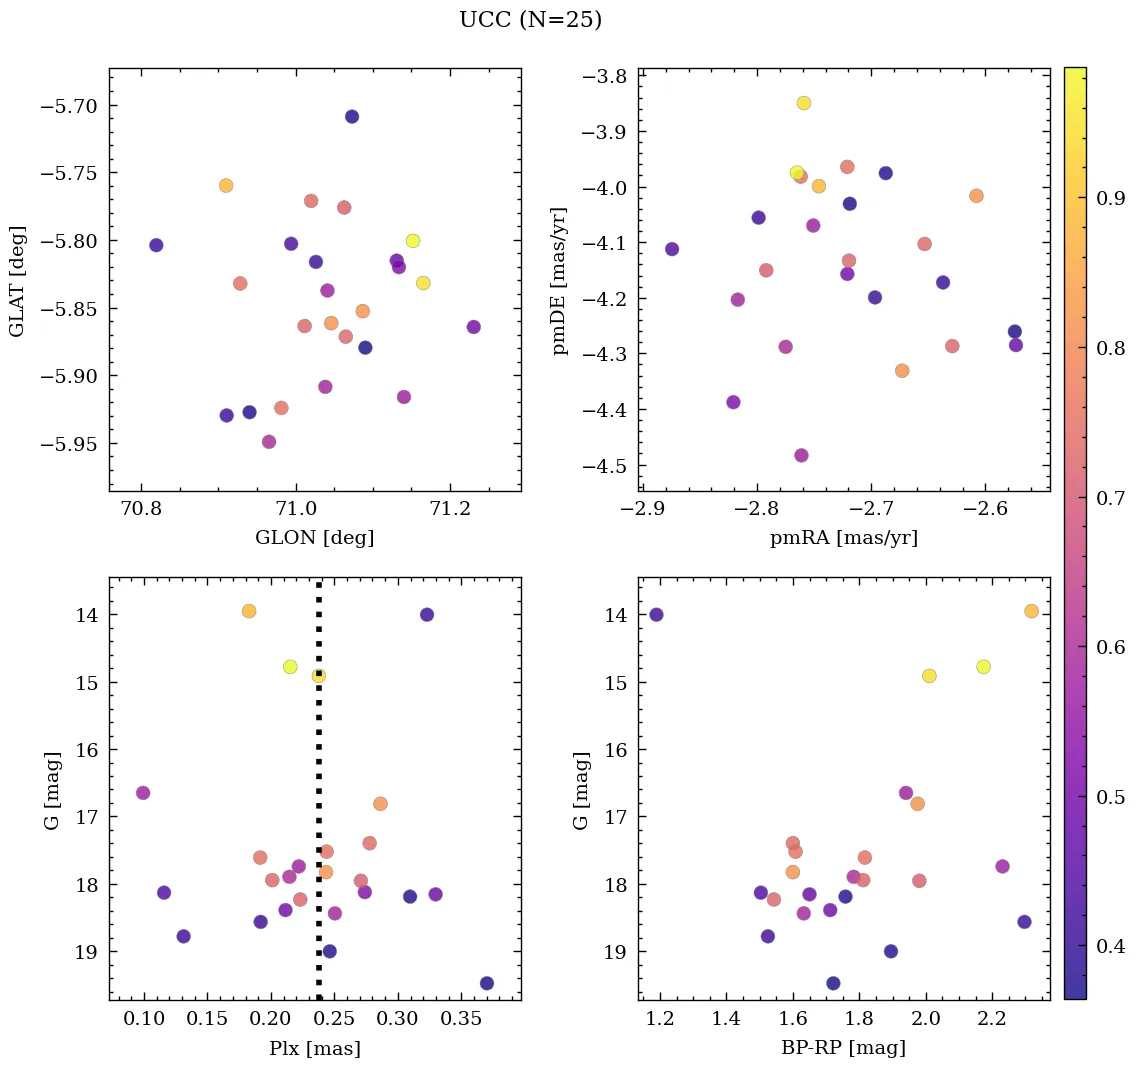 UCC (N=25)
−5.70
−5.75
−5.80
−5.85
−5.90
−5.95
GLAT [deg]
70.8 71.0 71.2
GLON [deg]
−3.8
−3.9
−4.0
−4.1
−4.2
−4.3
−4.4
−4.5
pmDE [mas/yr]
−2.9 −2.8 −2.7 −2.6
pmRA [mas/yr]
0.9
0.8
0.7
0.6
0.5
0.4
14
15
16
17
18
19
G [mag]
0.10 0.15 0.20 0.25 0.30 0.35
Plx [mas]
14
15
16
17
18
19
G [mag]
1.2 1.4 1.6 1.8 2.0 2.2
BP-RP [mag]